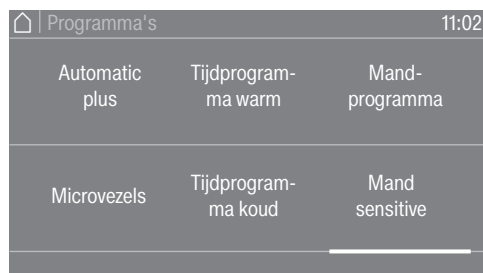 Programma's 11:02
Automatic
plus
Tijdprogram-
ma warm
Mand-
programma
Microvezels
Tijdprogram-
ma koud
Mand
sensitive